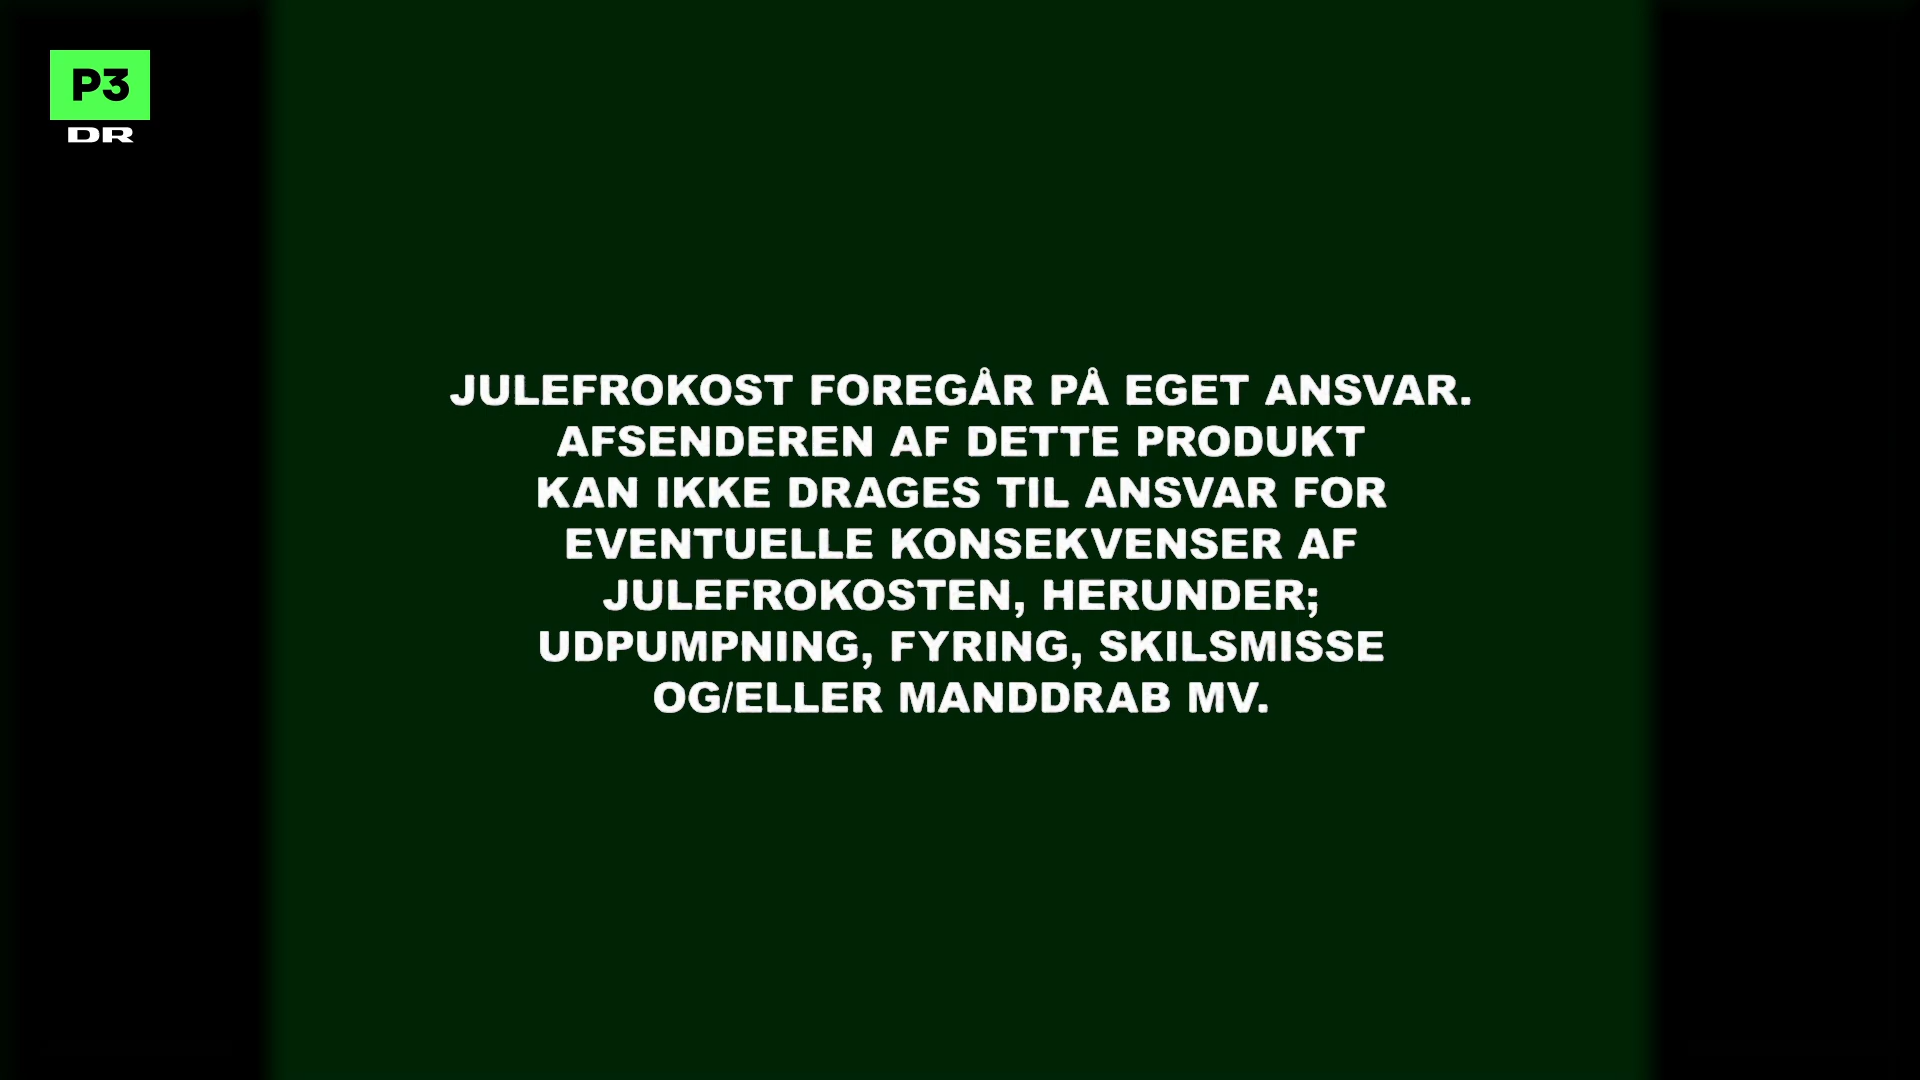 P3
DR
JULEFROKOST FOREGÅR PÅ EGET ANSVAR.
AFSENDEREN AF DETTE PRODUKT
KAN IKKE DRAGES TIL ANSVAR FOR
EVENTUELLE KONSEKVENSER AF
JULEFROKOSTEN, HERUNDER;
UDPUMPNING, FYRING, SKILSMISSE
OG/ELLER MANDDRAB MV.